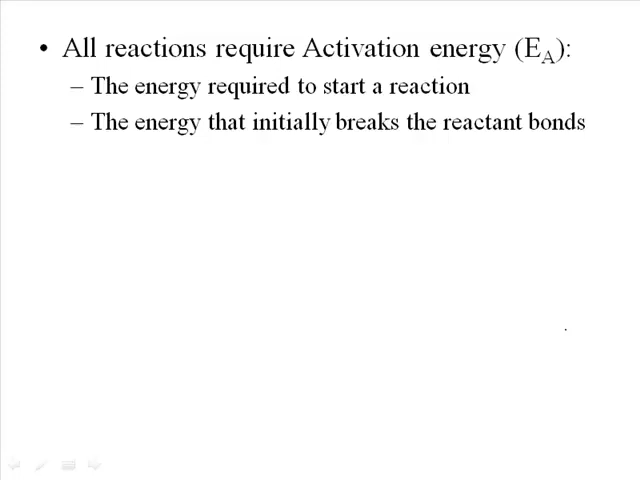 • All reactions require Activation energy (E_A):
– The energy required to start a reaction
– The energy that initially breaks the reactant bonds